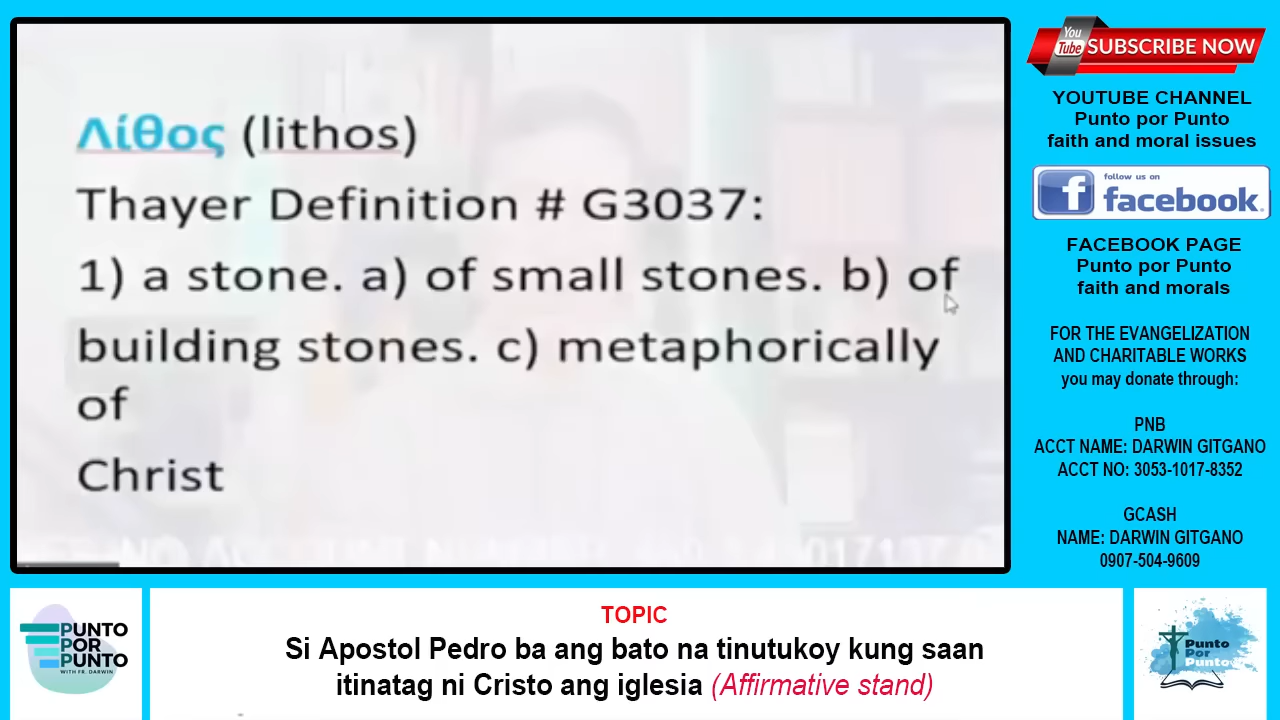 Λίθος (lithos)
Thayer Definition # G3037:
1) a stone. a) of small stones. b) of
building stones. c) metaphorically
of
Christ
You
Tube
SUBSCRIBE NOW
YOUTUBE CHANNEL
Punto por Punto
faith and moral issues
follow us on
facebook
FACEBOOK PAGE
Punto por Punto
faith and morals
FOR THE EVANGELIZATION
AND CHARITABLE WORKS
you may donate through:
PNB
ACCT NAME: DARWIN GITGANO
ACCT NO: 3053-1017-8352
GCASH
NAME: DARWIN GITGANO
0907-504-9609
PUNTO
POR
PUNTO
WITH FR. DARWIN
TOPIC
Si Apostol Pedro ba ang bato na tinutukoy kung saan
itinatag ni Cristo ang iglesia (Affirmative stand)
Punto
Por
Punto